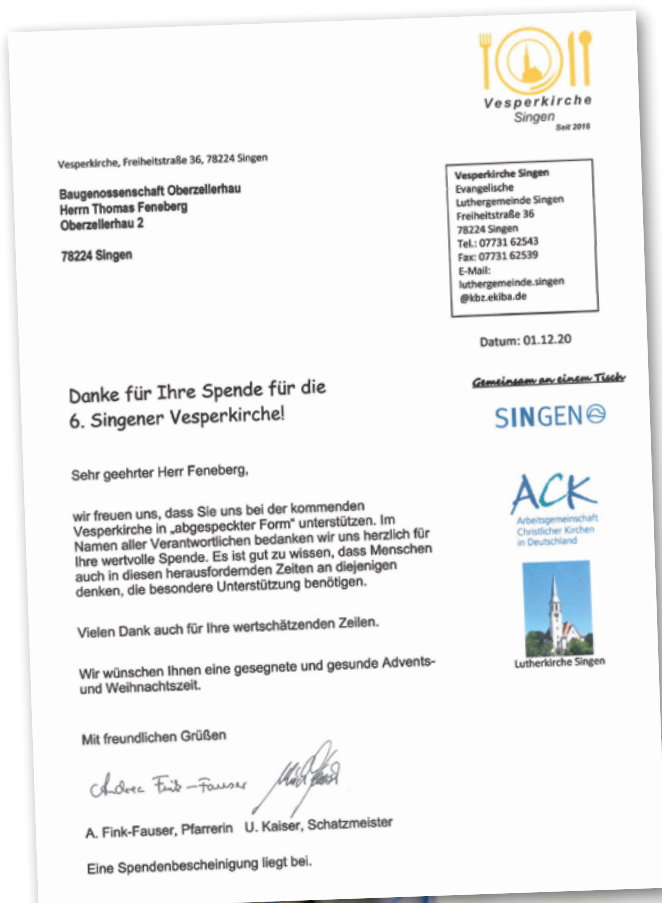 Vesperkirche
Singen
Seit 2015
Vesperkirche, Freiheitstraße 36, 78224 Singen
Baugenossenschaft Oberzellerhau
Herrn Thomas Feneberg
Oberzellerhau 2
78224 Singen
Vesperkirche Singen
Evangelische
Luthergemeinde Singen
Freiheitstraße 36
78224 Singen
Tel.: 07731 62543
Fax: 07731 62539
E-Mail:
luthergemeinde.singen
@kbz.ekiba.de
Datum: 01.12.20
Gemeinsam an einem Tisch
SINGEN
ACK
Arbeitsgemeinschaft
Christlicher Kirchen
in Deutschland
Lutherkirche Singen
Danke für Ihre Spende für die
6. Singener Vesperkirche!
Sehr geehrter Herr Feneberg,
wir freuen uns, dass Sie uns bei der kommenden
Vesperkirche in „abgespeckter Form“ unterstützen. Im
Namen aller Verantwortlichen bedanken wir uns herzlich für
Ihre wertvolle Spende. Es ist gut zu wissen, dass Menschen
auch in diesen herausfordernden Zeiten an diejenigen
denken, die besondere Unterstützung benötigen.
Vielen Dank auch für Ihre wertschätzenden Zeilen.
Wir wünschen Ihnen eine gesegnete und gesunde Advents-
und Weihnachtszeit.
Mit freundlichen Grüßen
Andrea Fink-Fauser
A. Fink-Fauser, Pfarrerin U. Kaiser, Schatzmeister
Eine Spendenbescheinigung liegt bei.